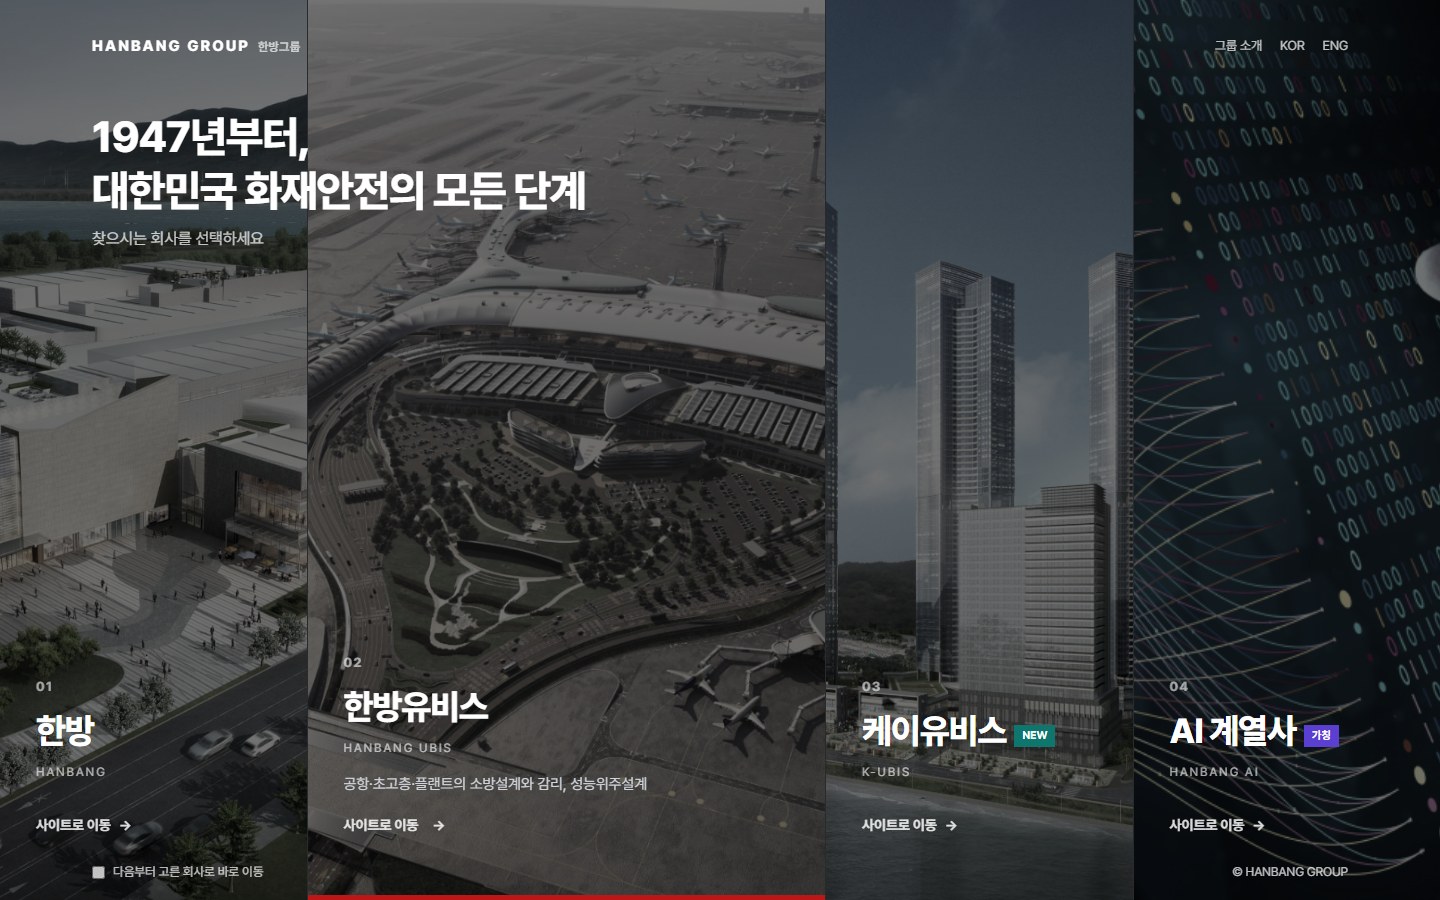 HANBANG GROUP 한방그룹
그룹 소개 KOR ENG
1947년부터,
대한민국 화재안전의 모든 단계
찾으시는 회사를 선택하세요
01
한방
HANBANG
사이트로 이동 →
다음부터 고른 회사로 바로 이동
02
한방유비스
HANBANG UBIS
공항·초고층·플랜트의 소방설계와 감리, 성능위주설계
사이트로 이동 →
03
케이유비스 NEW
K-UBIS
사이트로 이동 →
04
AI 계열사 가칭
HANBANG AI
사이트로 이동 →
© HANBANG GROUP